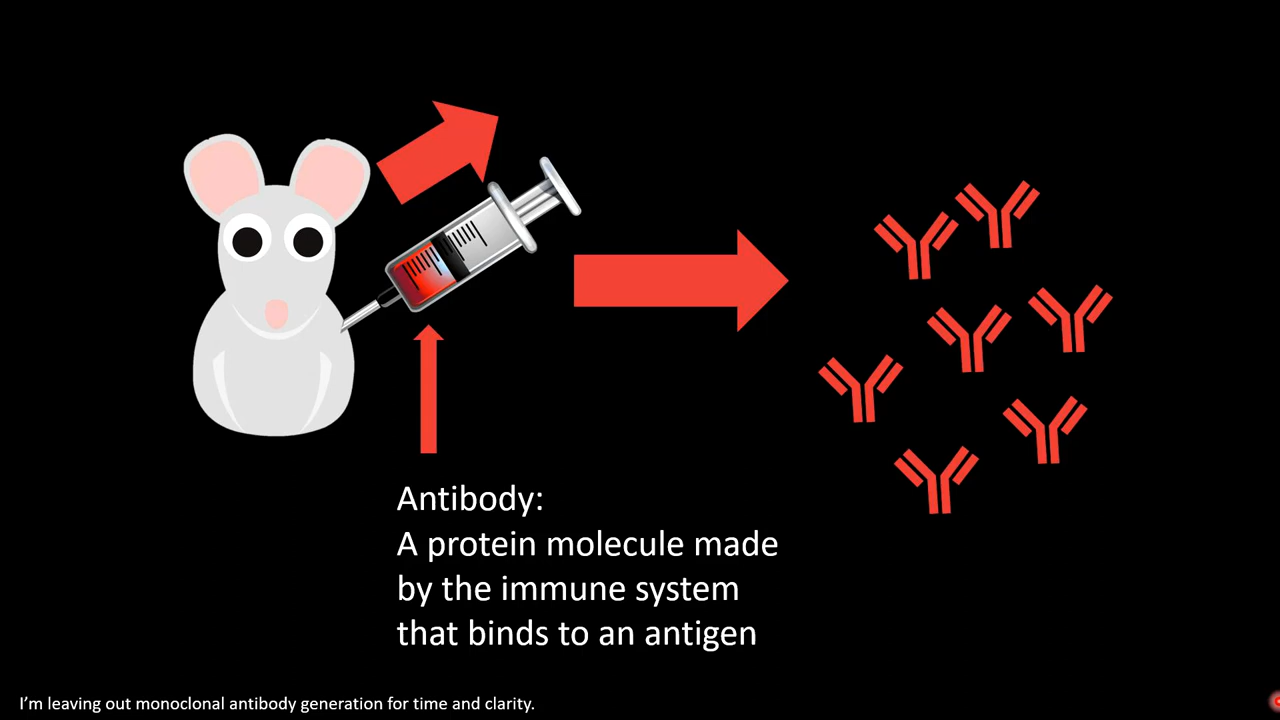 Antibody:
A protein molecule made
by the immune system
that binds to an antigen
I'm leaving out monoclonal antibody generation for time and clarity.